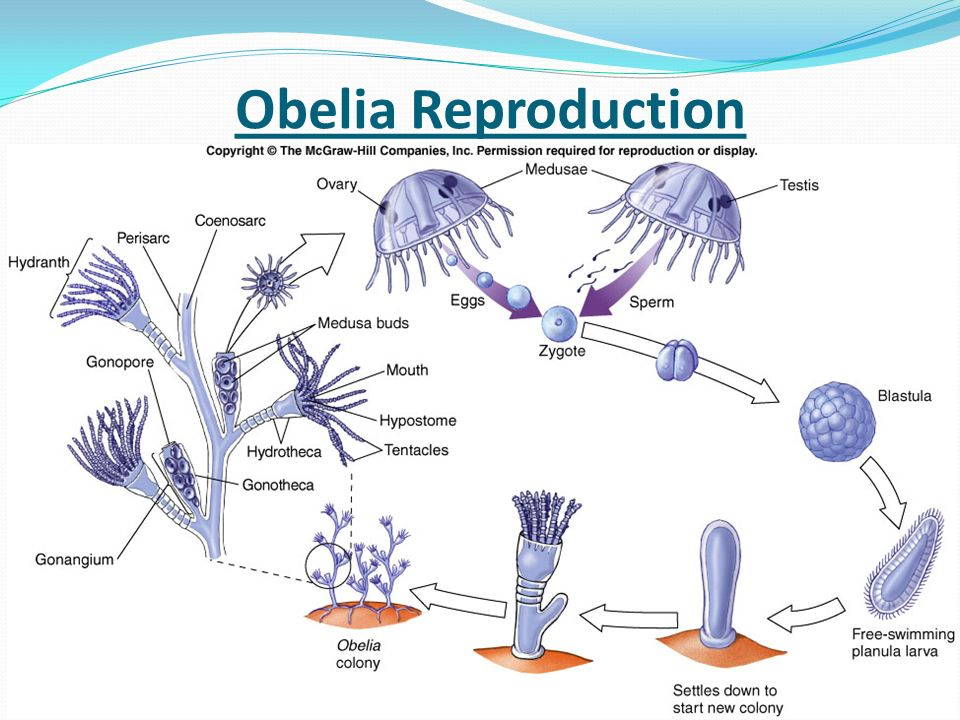 Obelia Reproduction
Copyright © The McGraw-Hill Companies, Inc. Permission required for reproduction or display.
Medusae
Ovary
Testis
Coenosarc
Perisarc
Hydranth
Eggs
Sperm
Medusa buds
Zygote
Gonopore
Mouth
Blastula
Hypostome
Hydrotheca
Tentacles
Gonotheca
Gonangium
Obelia
colony
Free-swimming
planula larva
Settles down to
start new colony